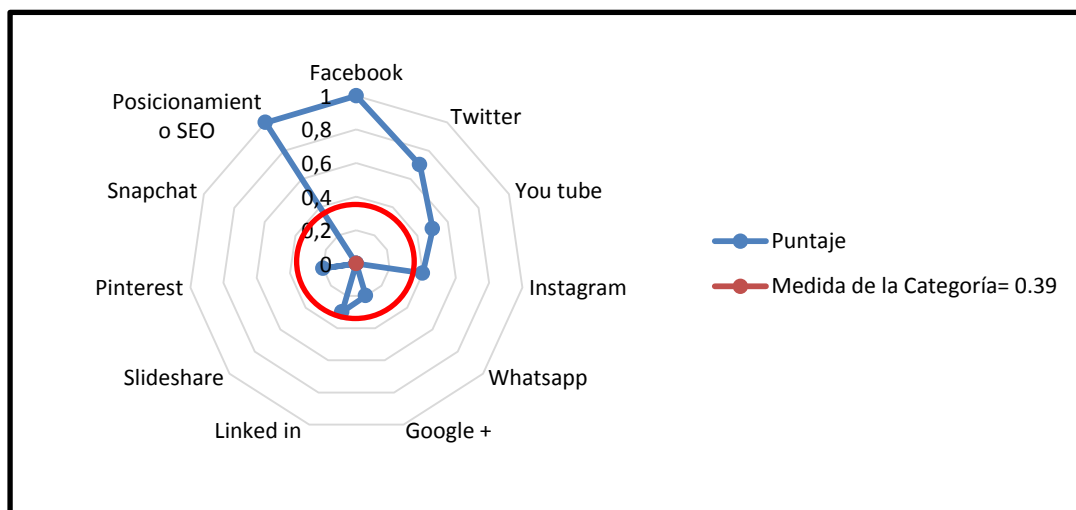 Facebook
Twitter
You tube
Instagram
Whatsapp
Google +
Linked in
Slideshare
Pinterest
Snapchat
Posicionamient
o SEO
1
0,8
0,6
0,4
0,2
0
Puntaje
Medida de la Categoría= 0.39